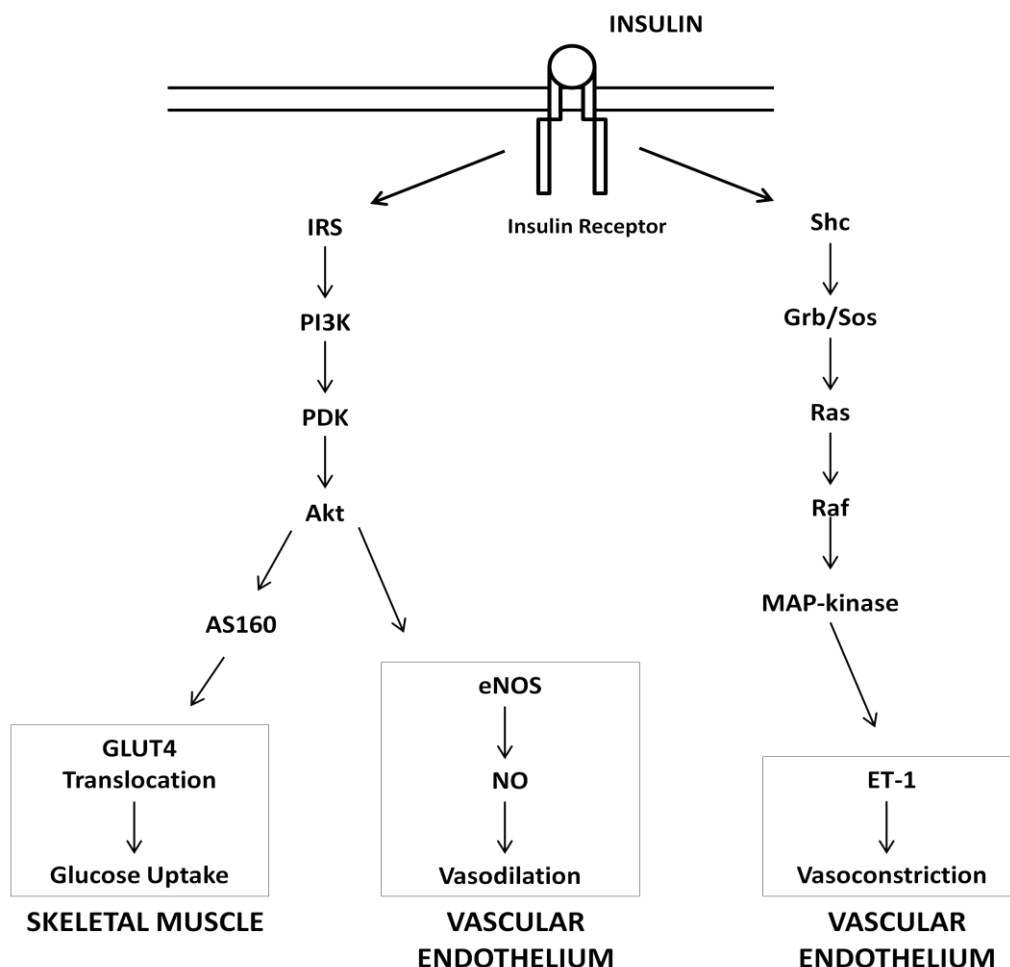 INSULIN
Insulin Receptor
IRS
PI3K
PDK
Akt
AS160
GLUT4
Translocation
Glucose Uptake
SKELETAL MUSCLE
eNOS
NO
Vasodilation
VASCULAR
ENDOTHELIUM
Shc
Grb/Sos
Ras
Raf
MAP-kinase
ET-1
Vasoconstriction
VASCULAR
ENDOTHELIUM